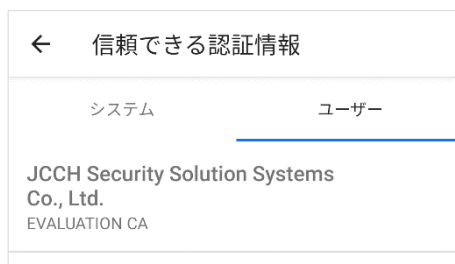 信頼できる認証情報
システム
ユーザー
JCCH Security Solution Systems
Co., Ltd.
EVALUATION CA